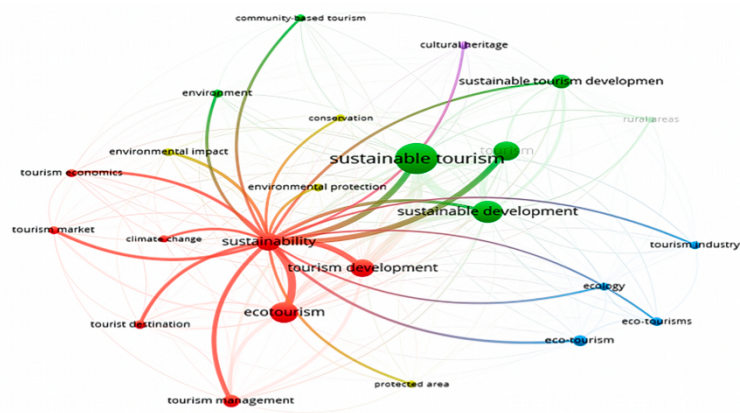 community-based tourism
cultural heritage
sustainable tourism developmen
environment
conservation
rural areas
environmental impact
tourism
sustainable tourism
tourism economics
environmental protection
sustainable development
tourism market
climate change
sustainability
tourism industry
tourism development
ecology
ecotourism
eco-tourisms
tourist destination
eco-tourism
protected area
tourism management